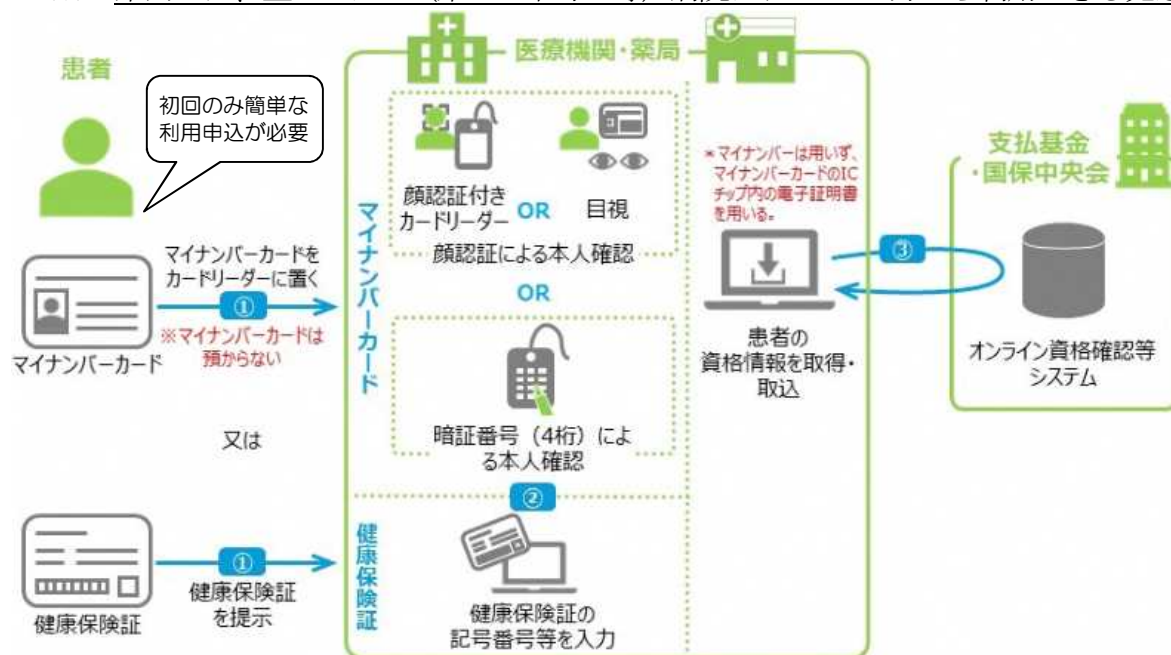 患者
初回のみ簡単な
利用申込が必要
マイナンバーカードを
カードリーダーに置く
①
※マイナンバーカードは
預からない
マイナンバーカード
又は
①
健康保険証
を提示
健康保険証
医療機関・薬局
マイナンバーカード
顔認証付き
カードリーダー
OR
目視
顔認証による本人確認
OR
暗証番号（4桁）によ
る本人確認
②
健康保険証
健康保険証の
記号番号等を入力
＊マイナンバーは用いず、
マイナンバーカードのIC
チップ内の電子証明書
を用いる。
患者の
資格情報を取得・
取込
③
支払基金
・国保中央会
オンライン資格確認等
システム